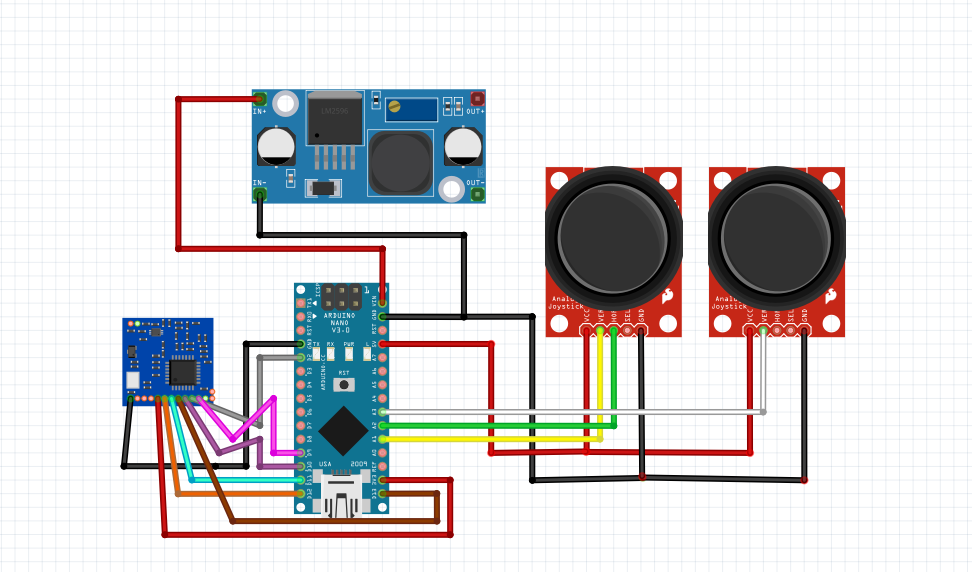 LM2596
IN+
OUT+
IN-
OUT-
Analog
Joystick
VCC
VER
HOR
SEL
GND
Analog
Joystick
VCC
VER
HOR
SEL
GND
ICSP
1
TX1
RX0
RST
GND
D2
D3
D4
D5
D6
D7
D8
D9
D10
D11
D12
VIN
GND
RST
5V
A7
A6
A5
A4
A3
A2
A1
A0
REF
3V3
D13
ARDUINO
NANO
V3.0
TX
RX
PWR
L
RST
ARDUINO.CC
USA
2009